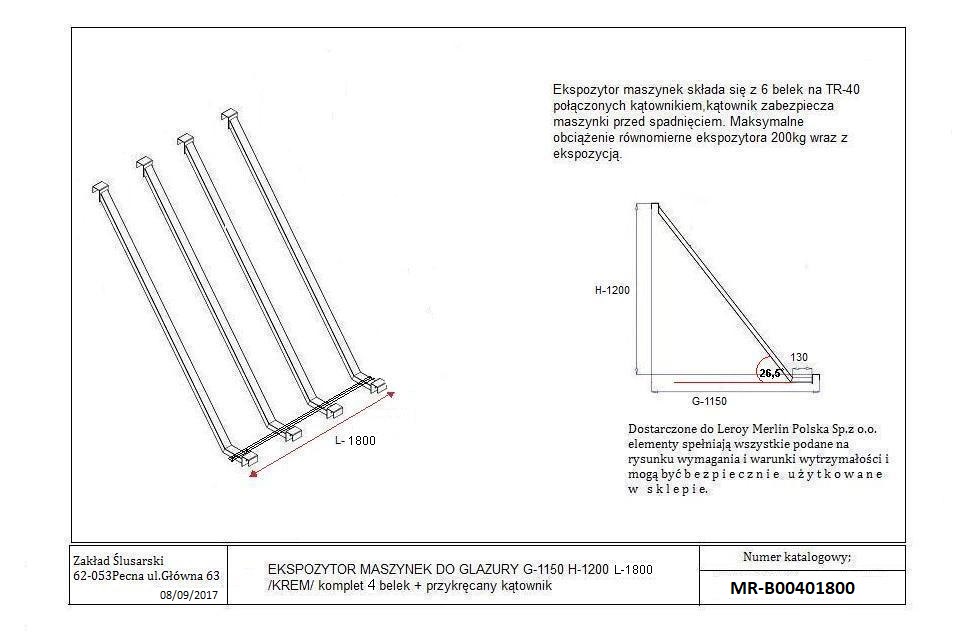 Ekspozytor maszynek składa się z 6 belek na TR-40
połączonych kątownikiem,kątownik zabezpiecza
maszynki przed spadnięciem. Maksymalne
obciążenie równomierne ekspozytora 200kg wraz z
ekspozycją.
H-1200
130
26,5°
G-1150
L- 1800
Dostarczone do Leroy Merlin Polska Sp.z o.o.
elementy spełniają wszystkie podane na
rysunku wymagania i warunki wytrzymałości i
mogą być b e z p i e c z n i e u ż y t k o w a n e
w s k l e p i e.
Zakład Ślusarski
62-053Pecna ul.Główna 63
08/09/2017
EKSPOZYTOR MASZYNEK DO GLAZURY G-1150 H-1200 L-1800
/KREM/ komplet 4 belek + przykręcany kątownik
Numer katalogowy;
MR-B00401800